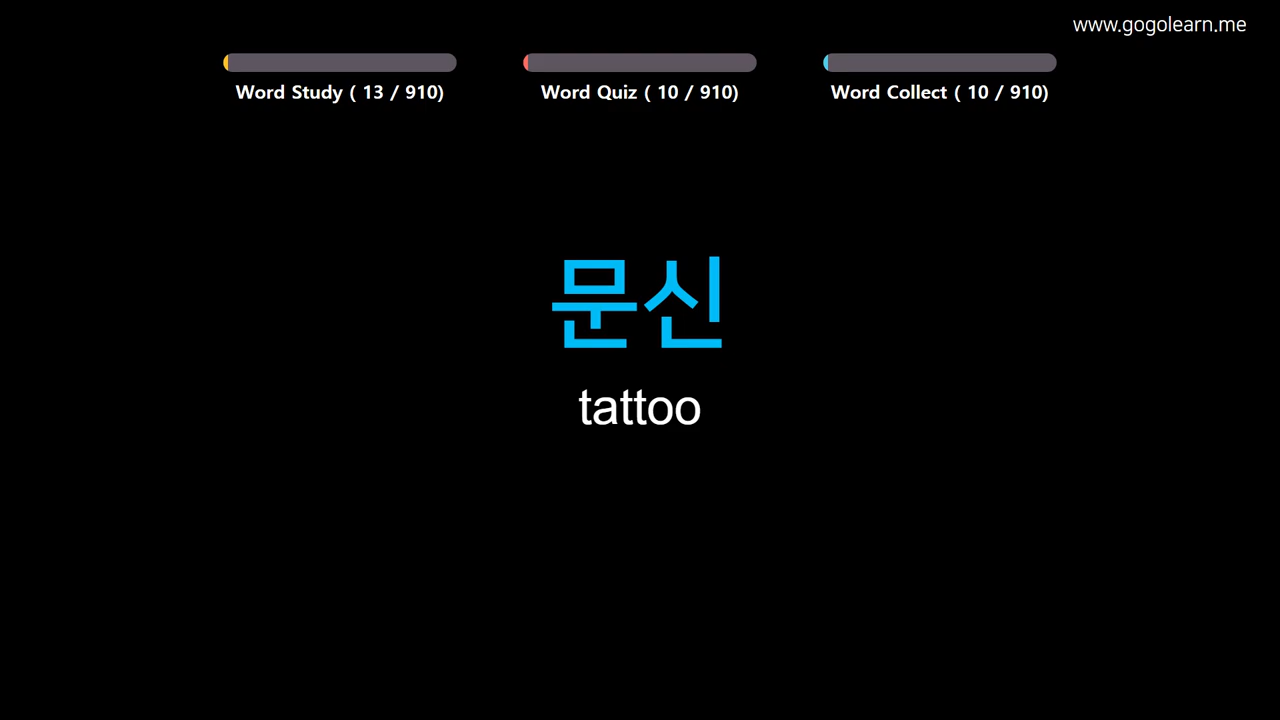 www.gogolearn.me
Word Study ( 13 / 910)
Word Quiz ( 10 / 910)
Word Collect ( 10 / 910)
문신
tattoo